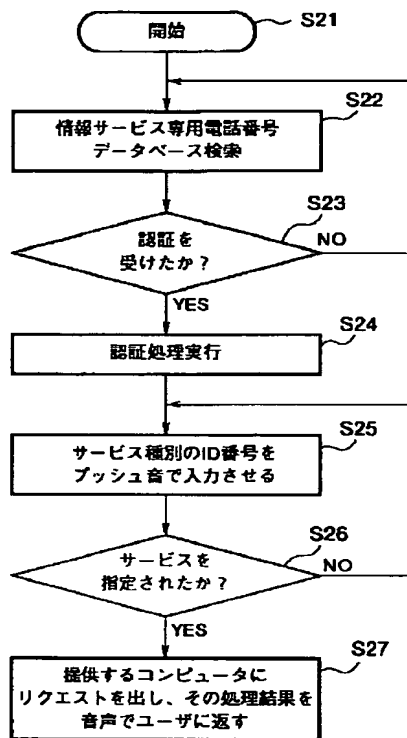 開始
S21
S22
情報サービス専用電話番号
データベース検索
S23
認証を
受けたか？
NO
YES
S24
認証処理実行
S25
サービス種別のID番号を
プッシュ音で入力させる
S26
サービスを
指定されたか？
NO
YES
S27
提供するコンピュータに
リクエストを出し、その処理結果を
音声でユーザに返す